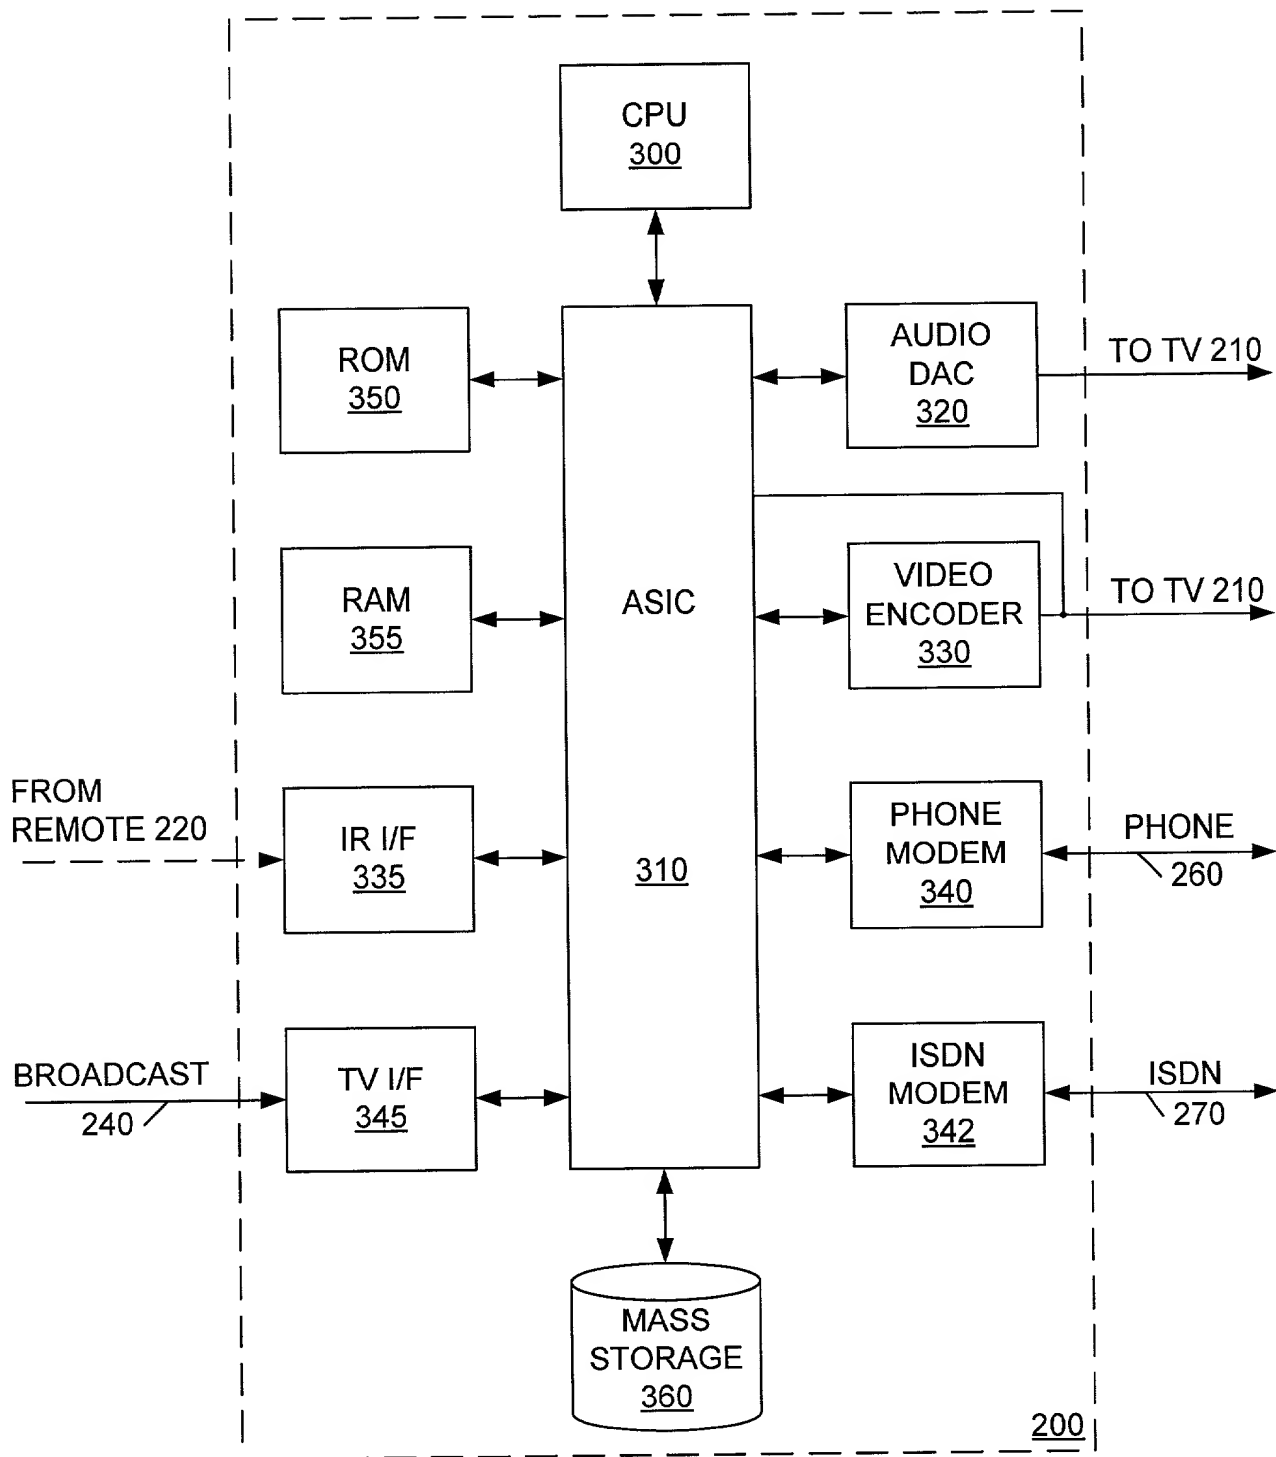 CPU
300
ROM
350
AUDIO
DAC
320
TO TV 210
RAM
355
ASIC
VIDEO
ENCODER
330
TO TV 210
FROM
REMOTE 220
IR I/F
335
310
PHONE
MODEM
340
PHONE
260
BROADCAST
240
TV I/F
345
ISDN
MODEM
342
ISDN
270
MASS
STORAGE
360
200